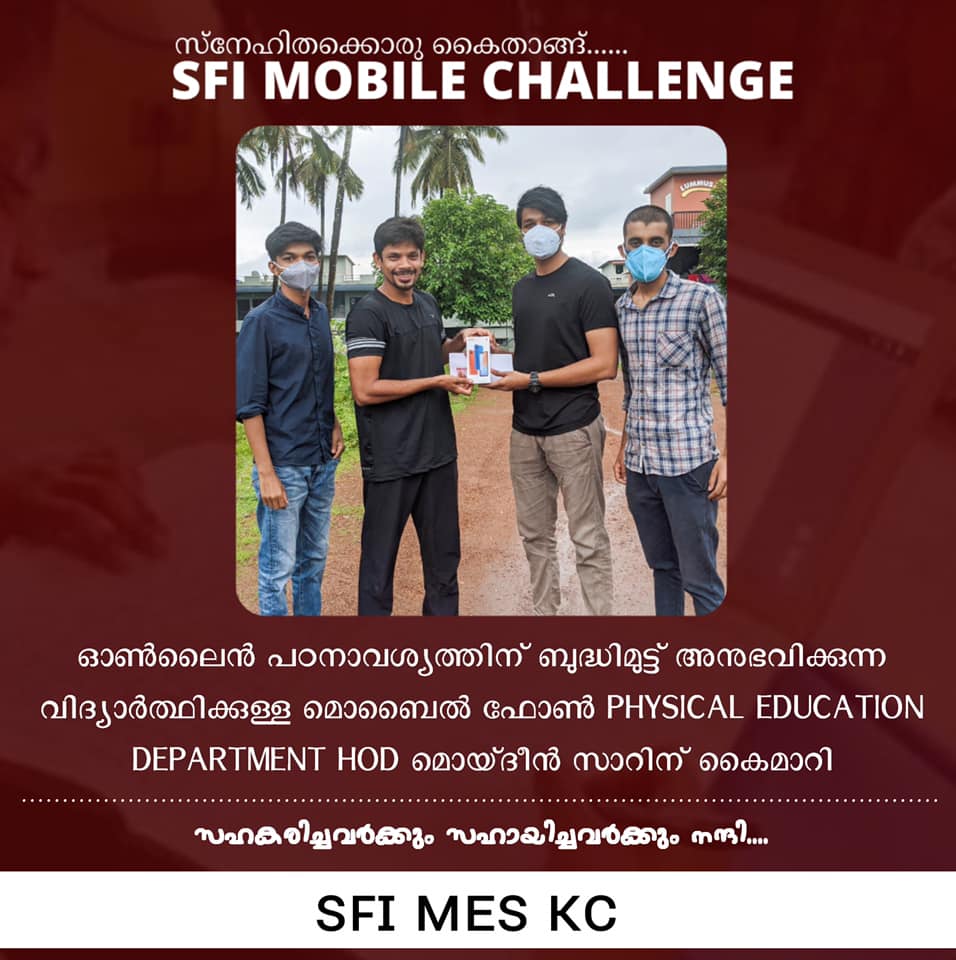 സ്നേഹിതക്കൊരു കൈതാങ്ങ്......
SFI MOBILE CHALLENGE
LUMMUS
ഓൺലൈൻ പഠനാവശ്യത്തിന് ബുദ്ധിമുട്ട് അനുഭവിക്കുന്ന
വിദ്യാർത്ഥിക്കുള്ള മൊബൈൽ ഫോൺ PHYSICAL EDUCATION
DEPARTMENT HOD മൊയ്ദീൻ സാറിന് കൈമാറി
സഹകരിച്ചവർക്കും സഹായിച്ചവർക്കും നന്ദി....
SFI MES KC